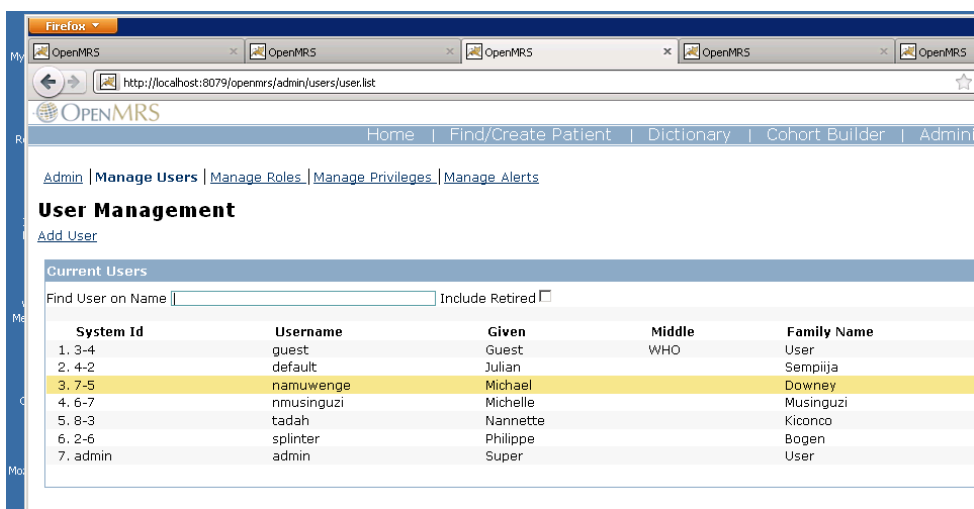 Firefox
OpenMRS OpenMRS OpenMRS OpenMRS OpenMRS
http://localhost:8079/openmrs/admin/users/user.list
OPENMRS
Home | Find/Create Patient | Dictionary | Cohort Builder | Admini
Admin | Manage Users | Manage Roles | Manage Privileges | Manage Alerts
User Management
Add User
Current Users
Find User on Name Include Retired
System Id Username Given Middle Family Name
1. 3-4 guest Guest WHO User
2. 4-2 default Julian Sempiija
3. 7-5 namuwenge Michael Downey
4. 6-7 nmusinguzi Michelle Musinguzi
5. 8-3 tadah Nannette Kiconco
6. 2-6 splinter Philippe Bogen
7. admin admin Super User